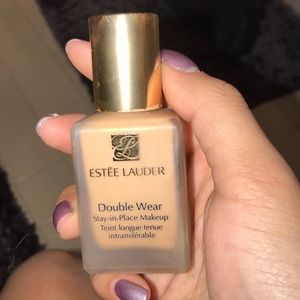 ESTĒE LAUDER
Double Wear
Stay-in-Place Makeup
Teint longue tenue
intransférable